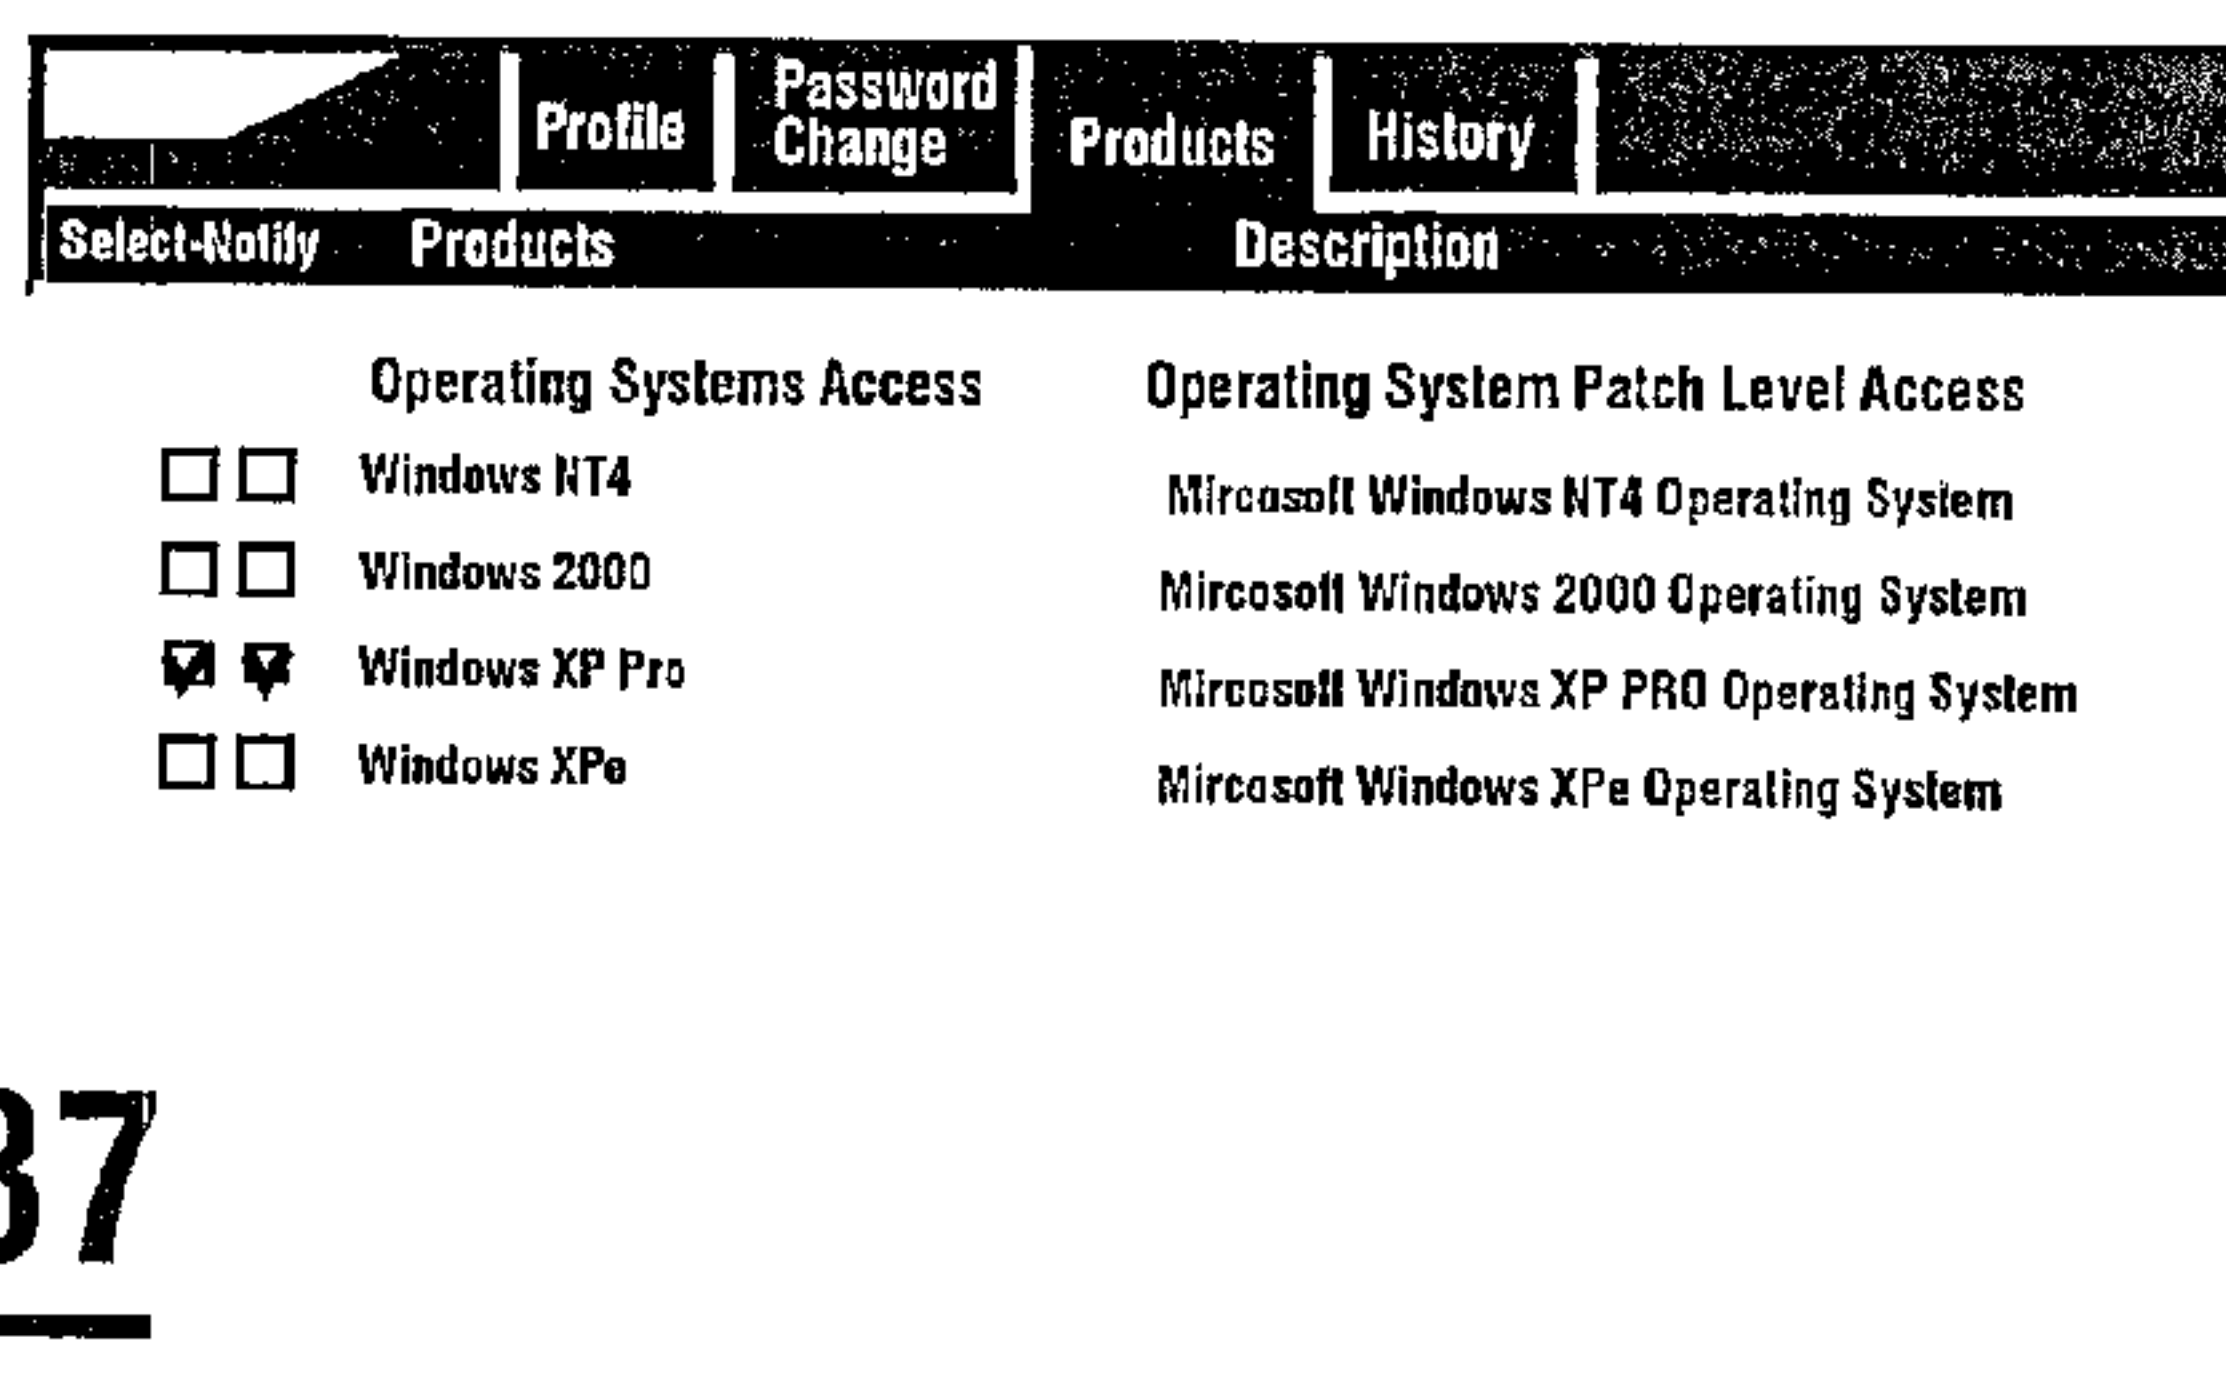 Profile Password Change Products History
Select-Notify Products Description
Operating Systems Access Operating System Patch Level Access
Windows NT4 Mircosoft Windows NT4 Operating System
Windows 2000 Mircosoft Windows 2000 Operating System
Windows XP Pro Mircosoft Windows XP PRO Operating System
Windows XPe Mircosoft Windows XPe Operating System
37